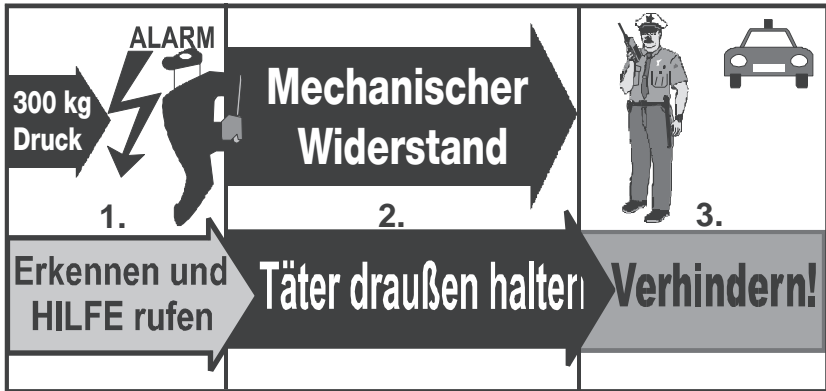 ALARM
300 kg
Druck
Mechanischer
Widerstand
1.
2.
3.
Erkennen und
HILFE rufen
Täter draußen halten
Verhindern!